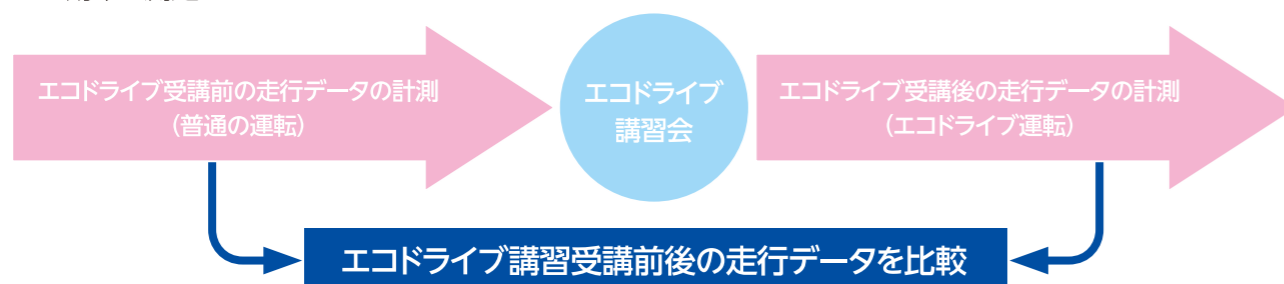 エコドライブ受講前の走行データの計測
（普通の運転）
エコドライブ
講習会
エコドライブ受講後の走行データの計測
（エコドライブ運転）
エコドライブ講習受講前後の走行データを比較